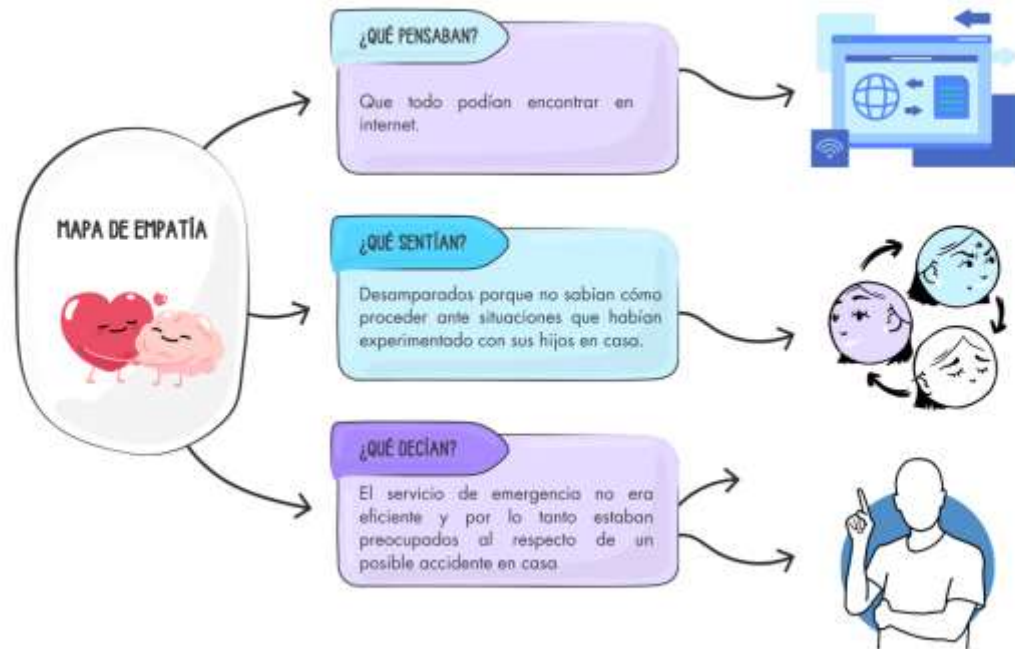 MAPA DE EMPATÍA
¿QUÉ PENSABAN?
Que todo podían encontrar en
internet.
¿QUÉ SENTÍAN?
Desamparados porque no sabían cómo
proceder ante situaciones que habían
experimentado con sus hijos en casa.
¿QUÉ DECÍAN?
El servicio de emergencia no era
eficiente y por lo tanto estaban
preocupados al respecto de un
posible accidente en casa